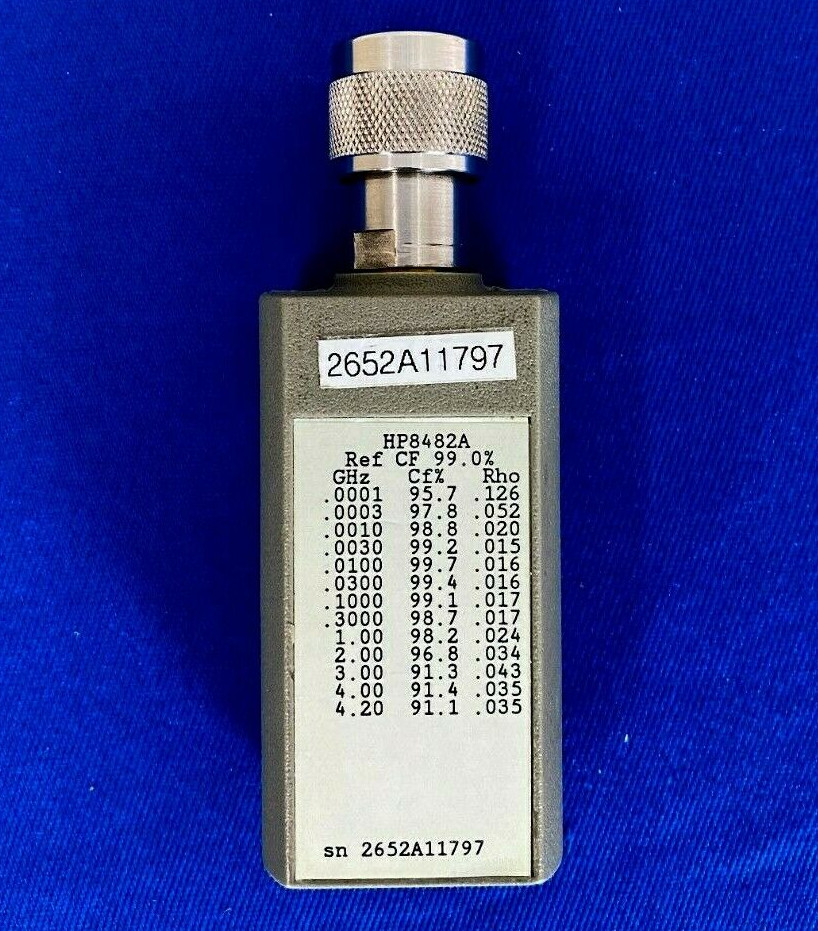 2652A11797
HP8482A
Ref CF 99.0%
GHz Cf% Rho
.0001 95.7 .126
.0003 97.8 .052
.0010 98.8 .020
.0030 99.2 .015
.0100 99.7 .016
.0300 99.4 .016
.1000 99.1 .017
.3000 98.7 .017
1.00 98.2 .024
2.00 96.8 .034
3.00 91.3 .043
4.00 91.4 .035
4.20 91.1 .035
sn 2652A11797